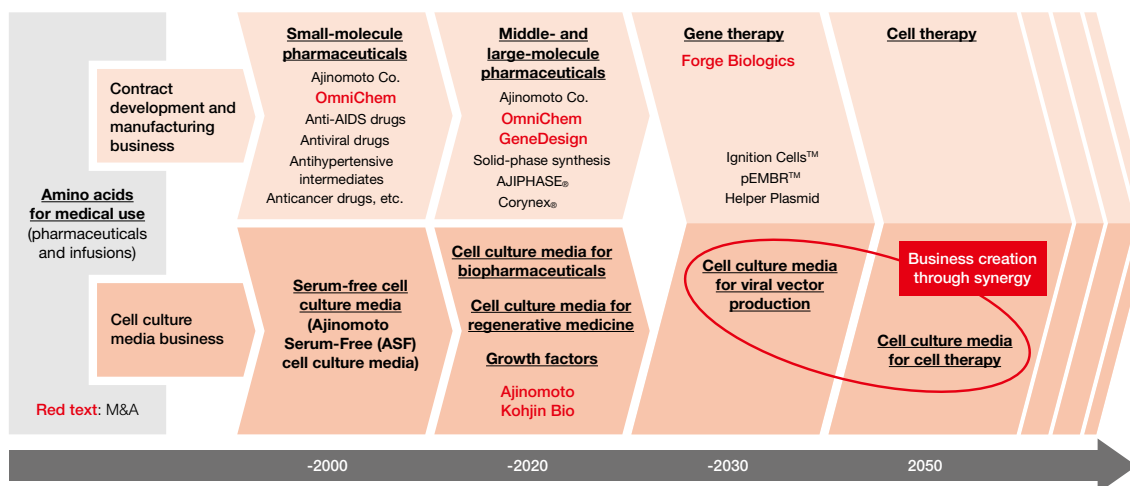 Amino acids
for medical use
(pharmaceuticals
and infusions)
Red text: M&A
Contract
development and
manufacturing
business
Small-molecule
pharmaceuticals
Ajinomoto Co.
OmniChem
Anti-AIDS drugs
Antiviral drugs
Antihypertensive
intermediates
Anticancer drugs, etc.
Middle- and
large-molecule
pharmaceuticals
Ajinomoto Co.
OmniChem
GeneDesign
Solid-phase synthesis
AJIPHASE®
Corynex®
Gene therapy
Forge Biologics
Ignition Cells™
pEMBR™
Helper Plasmid
Cell therapy
Cell culture
media business
Serum-free cell
culture media
(Ajinomoto
Serum-Free (ASF)
cell culture media)
Cell culture media for
biopharmaceuticals
Cell culture media for
regenerative medicine
Growth factors
Ajinomoto
Kohjin Bio
Cell culture media
for viral vector
production
Business creation
through synergy
Cell culture media
for cell therapy
-2000
-2020
-2030
2050